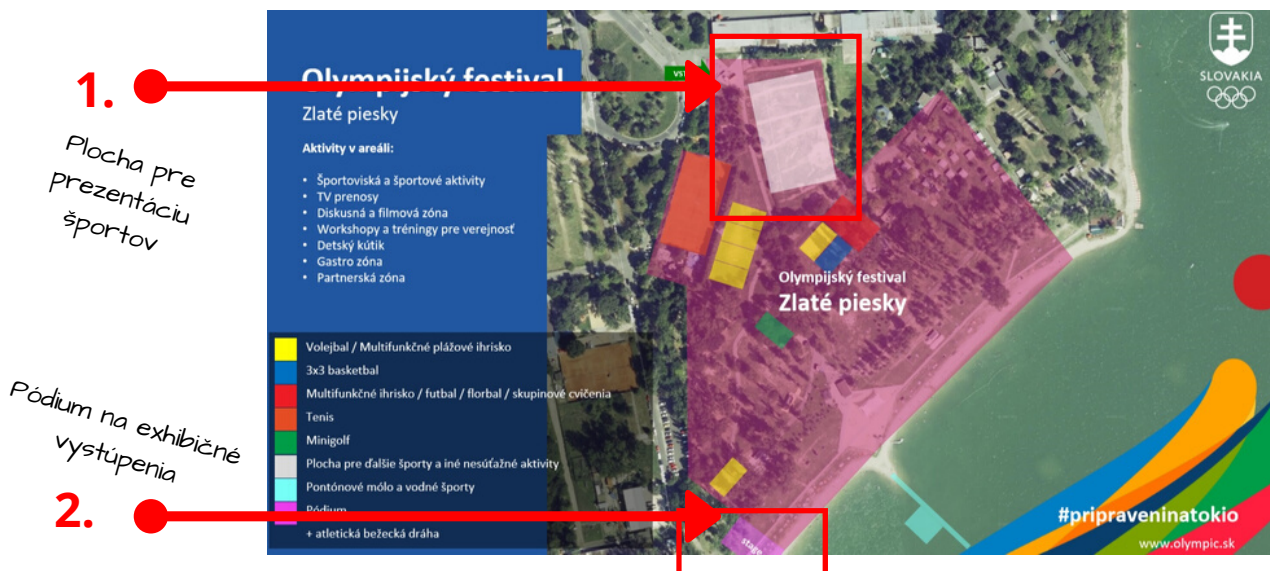 1.
Plocha pre
prezentáciu
športov
Pódium na exhibičné
vystúpenia
2.
Olympijský festival
Zlaté piesky
Aktivity v areáli:
• Športoviská a športové aktivity
• TV prenosy
• Diskusná a filmová zóna
• Workshopy a tréningy pre verejnosť
• Detský kútik
• Gastro zóna
• Partnerská zóna
Volejbal / Multifunkčné plážové ihrisko
3x3 basketbal
Multifunkčné ihrisko / futbal / florbal / skupinové cvičenia
Tenis
Minigolf
Plocha pre ďalšie športy a iné nesúťažné aktivity
Pontónové mólo a vodné športy
Pódium
+ atletická bežecká dráha
Olympijský festival
Zlaté piesky
stage
SLOVAKIA
#pripraveninatokio
www.olympic.sk